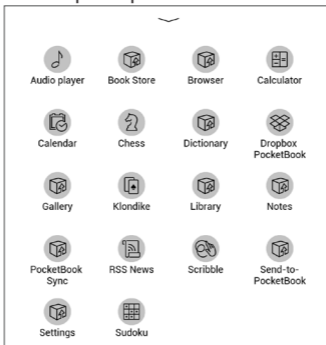 Audio player Book Store Browser Calculator
Calendar Chess Dictionary Dropbox
PocketBook
Gallery Klondike Library Notes
PocketBook RSS News Scribble Send-to-
Sync PocketBook
Settings Sudoku